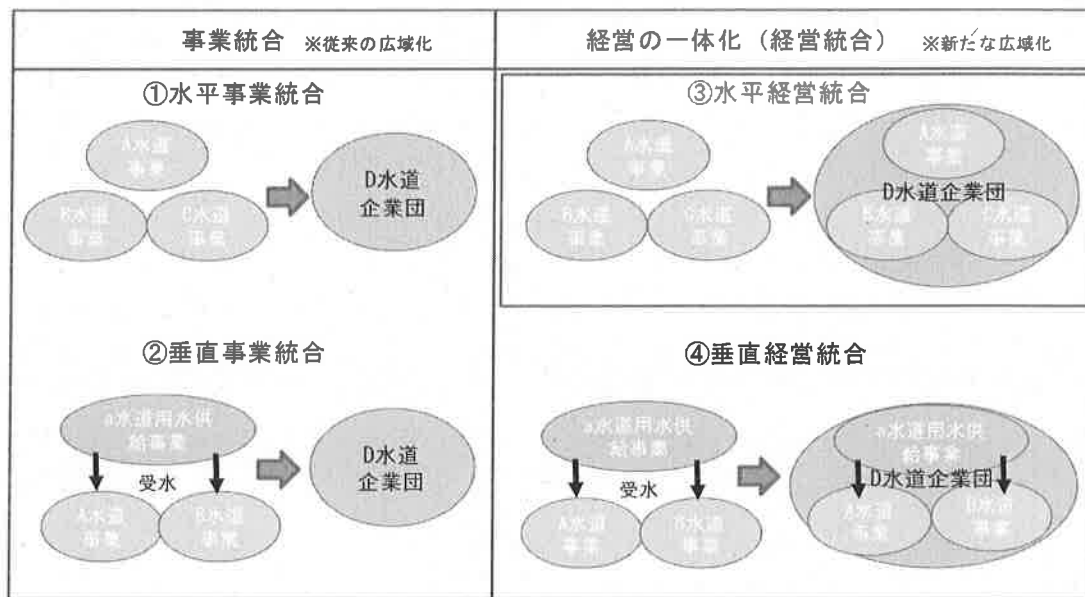 事業統合 ※従来の広域化
経営の一体化（経営統合） ※新たな広域化
①水平事業統合
A水道
事業
B水道
事業
C水道
事業
D水道
企業団
③水平経営統合
A水道
事業
B水道
事業
C水道
事業
A水道
事業
D水道企業団
B水道
事業
C水道
事業
②垂直事業統合
a水道用水供
給事業
受水
A水道
事業
B水道
事業
D水道
企業団
④垂直経営統合
a水道用水供
給事業
受水
A水道
事業
B水道
事業
a水道用水供
給事業
D水道企業団
A水道
事業
B水道
事業